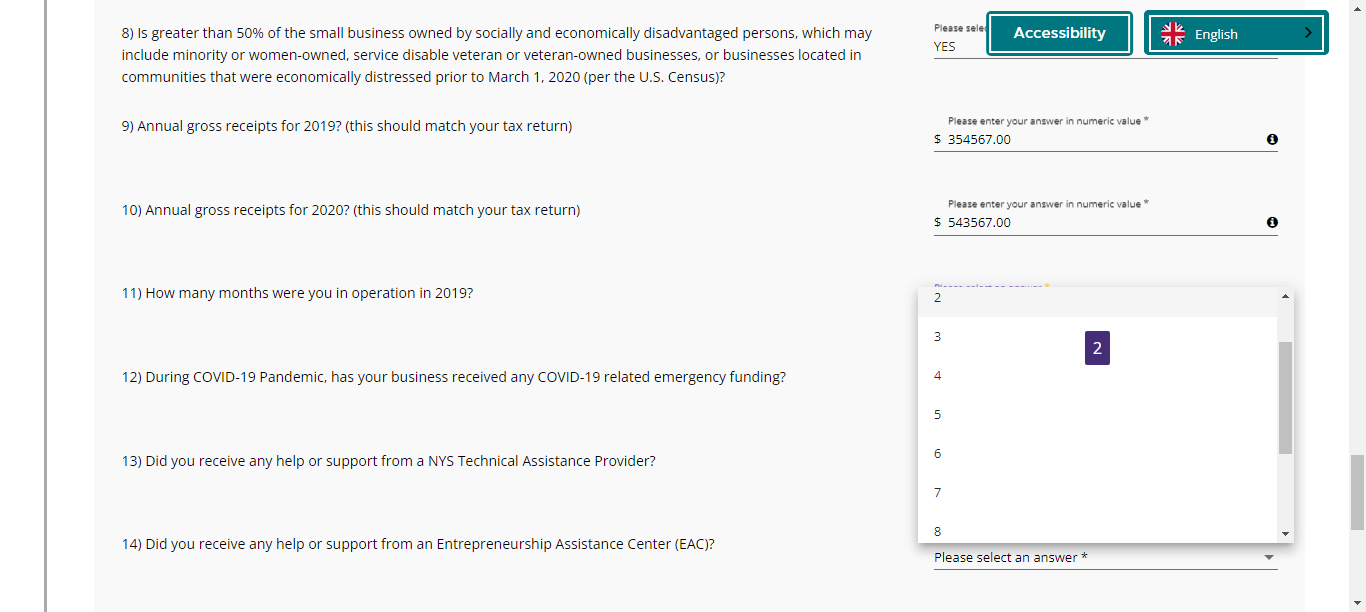 8) Is greater than 50% of the small business owned by socially and economically disadvantaged persons, which may
include minority or women-owned, service disable veteran or veteran-owned businesses, or businesses located in
communities that were economically distressed prior to March 1, 2020 (per the U.S. Census)?
Please
YES
Accessibility
English
9) Annual gross receipts for 2019? (this should match your tax return)
Please enter your answer in numeric value *
$ 354567.00
10) Annual gross receipts for 2020? (this should match your tax return)
Please enter your answer in numeric value *
$ 543567.00
11) How many months were you in operation in 2019?
2
3
2
4
5
6
7
8
12) During COVID-19 Pandemic, has your business received any COVID-19 related emergency funding?
13) Did you receive any help or support from a NYS Technical Assistance Provider?
14) Did you receive any help or support from an Entrepreneurship Assistance Center (EAC)?
Please select an answer *